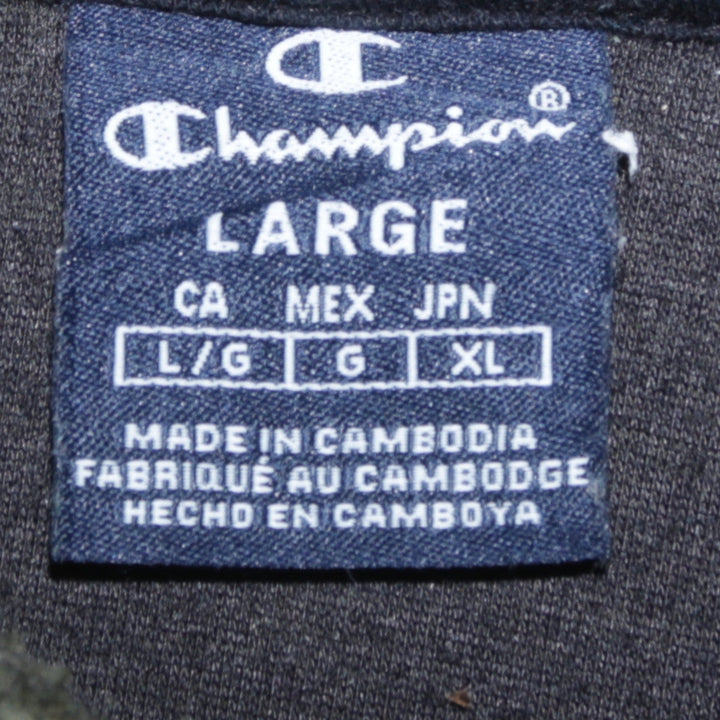 Champion®
LARGE
CA MEX JPN
L/G G XL
MADE IN CAMBODIA
FABRIQUÉ AU CAMBODGE
HECHO EN CAMBOYA